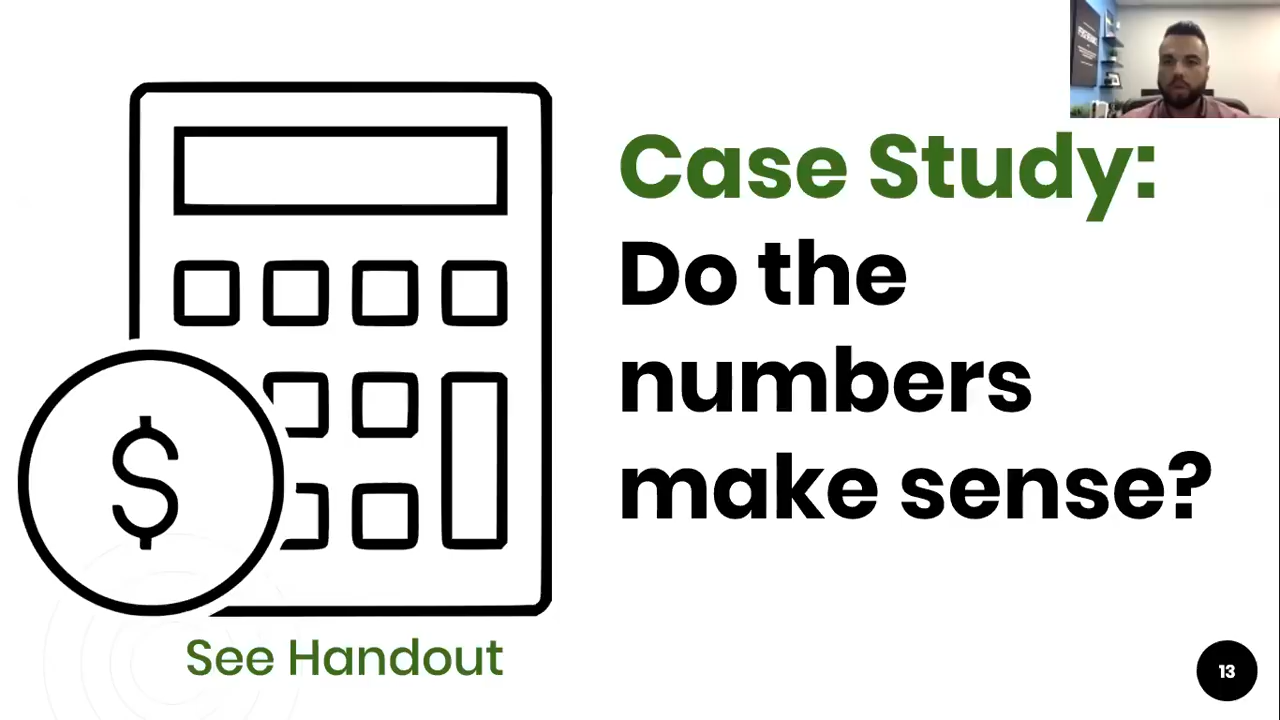 Case Study:
Do the
numbers
make sense?
$
See Handout
13